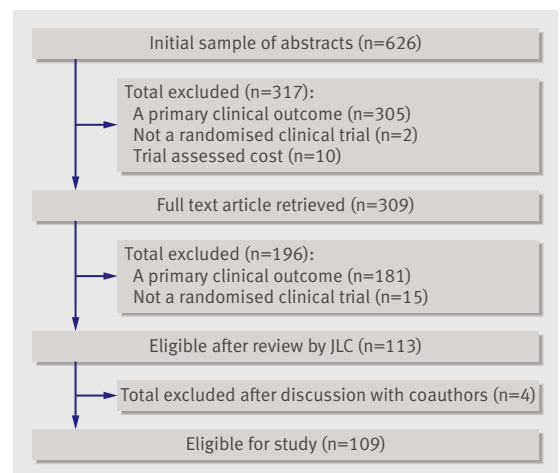 Initial sample of abstracts (n=626)
Total excluded (n=317):
A primary clinical outcome (n=305)
Not a randomised clinical trial (n=2)
Trial assessed cost (n=10)
Full text article retrieved (n=309)
Total excluded (n=196):
A primary clinical outcome (n=181)
Not a randomised clinical trial (n=15)
Eligible after review by JLC (n=113)
Total excluded after discussion with coauthors (n=4)
Eligible for study (n=109)